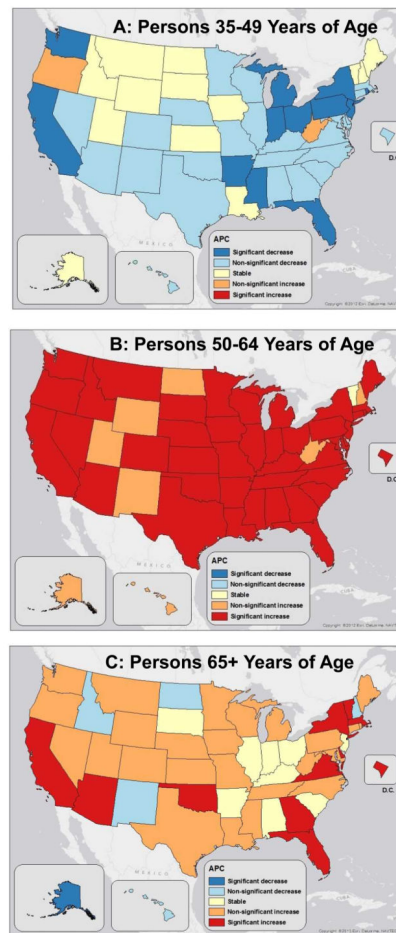 A: Persons 35-49 Years of Age
D.C.
MEXICO
APC
Significant decrease
Non-significant decrease
Stable
Non-significant increase
Significant increase
B: Persons 50-64 Years of Age
D.C.
MEXICO
APC
Significant decrease
Non-significant decrease
Stable
Non-significant increase
Significant increase
C: Persons 65+ Years of Age
D.C.
MEXICO
APC
Significant decrease
Non-significant decrease
Stable
Non-significant increase
Significant increase